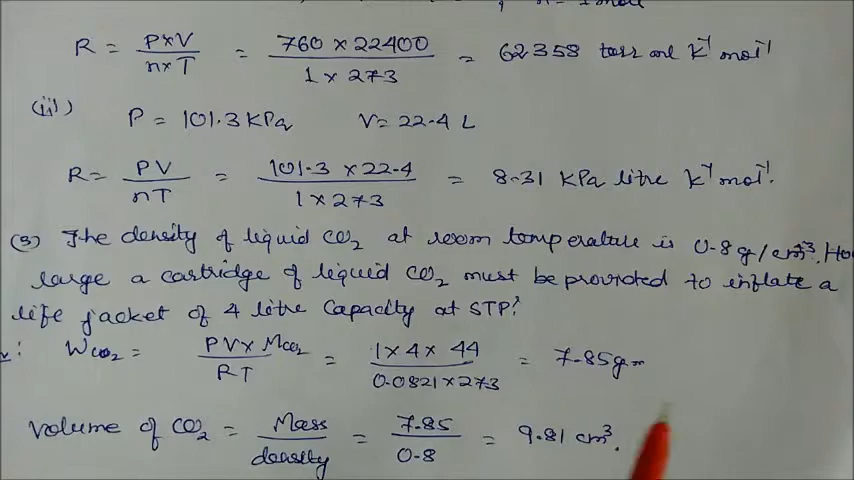 R = P×V / n×T = 760 × 22400 / 1 × 273 = 62358 torr ml K⁻¹ mol⁻¹
(ii) P = 101.3 KPa V = 22.4 L
R = PV / nT = 101.3 × 22.4 / 1 × 273 = 8.31 KPa litre K⁻¹ mol⁻¹.
(3) The density of liquid CO₂ at room temperature is 0.8 g/cm³. How
large a cartridge of liquid CO₂ must be provided to inflate a
life jacket of 4 litre capacity at STP?
W CO₂ = PV × M CO₂ / RT = 1 × 4 × 44 / 0.0821 × 273 = 7.85 gm
Volume of CO₂ = Mass / density = 7.85 / 0.8 = 9.81 cm³.